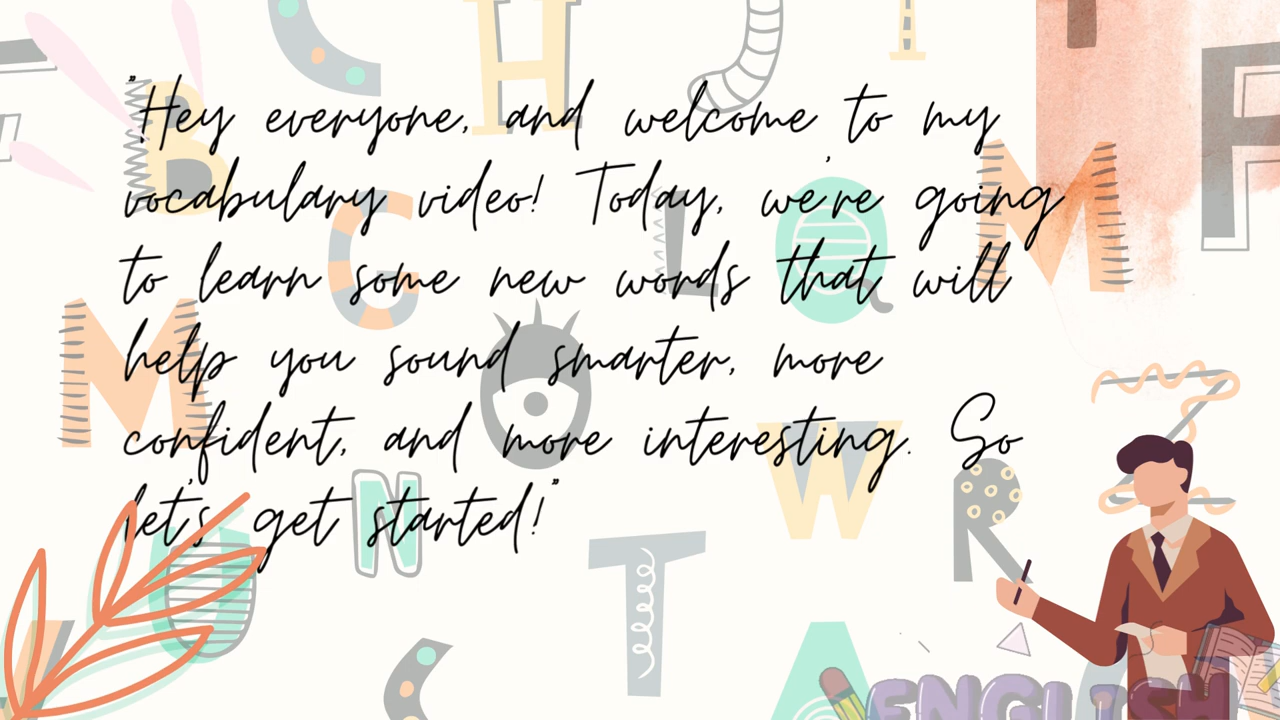 "Hey everyone, and welcome to my
vocabulary video! Today, we're going
to learn some new words that will
help you sound smarter, more
confident, and more interesting. So
let's get started!"
ENGLISH